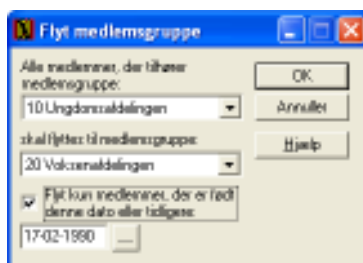 Flyt medlemsgruppe
Alle medlemmer, der tilhører
medlemsgruppe:
10 Ungdomsafdelingen
skal flyttes til medlemsgruppe:
20 Voksenafdelingen
Flyt kun medlemmer, der er født
denne dato eller tidligere:
17-02-1990
...
OK
Annuller
Hjælp